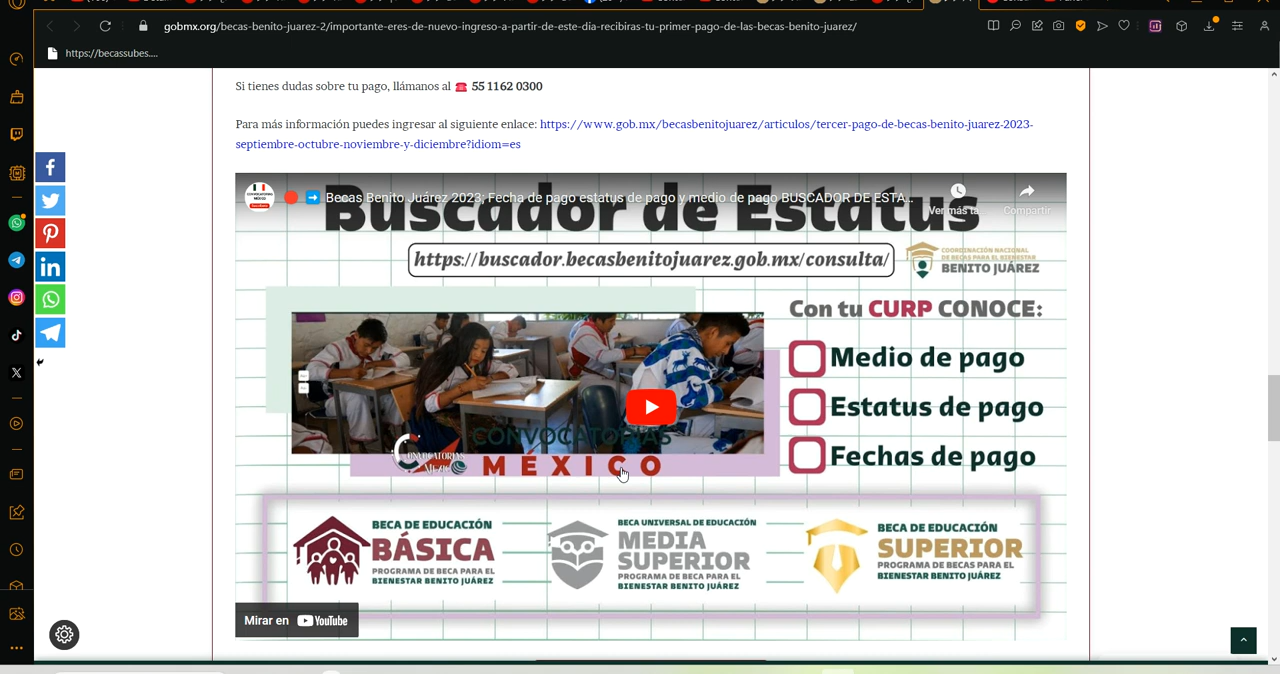 gobmx.org/becas-benito-juarez-2/importante-eres-de-nuevo-ingreso-a-partir-de-este-dia-recibiras-tu-primer-pago-de-las-becas-benito-juarez/
https://becassubes....
Si tienes dudas sobre tu pago, llámanos al ☎️ 55 1162 0300
Para más información puedes ingresar al siguiente enlace: https://www.gob.mx/becasbenitojuarez/articulos/tercer-pago-de-becas-benito-juarez-2023-
septiembre-octubre-noviembre-y-diciembre?idiom=es
Becas Benito Juárez 2023; Fecha de pago estatus de pago y medio de pago BUSCADOR DE ESTA...
Buscador de Estatus
Ver más ta...
Compartir
https://buscador.becasbenitojuarez.gob.mx/consulta/
COORDINACIÓN NACIONAL
DE BECAS PARA EL BIENESTAR
BENITO JUÁREZ
Con tu CURP CONOCE:
Medio de pago
Estatus de pago
Fechas de pago
CONVOCATORIAS
MÉXICO
CONVOCATORIAS
MÉXICO
BECA DE EDUCACIÓN
BÁSICA
PROGRAMA DE BECA PARA EL
BIENESTAR BENITO JUÁREZ
BECA UNIVERSAL DE EDUCACIÓN
MEDIA
SUPERIOR
PROGRAMA DE BECA PARA EL
BIENESTAR BENITO JUÁREZ
BECA DE EDUCACIÓN
SUPERIOR
PROGRAMA DE BECAS PARA EL
BIENESTAR BENITO JUÁREZ
Mirar en YouTube